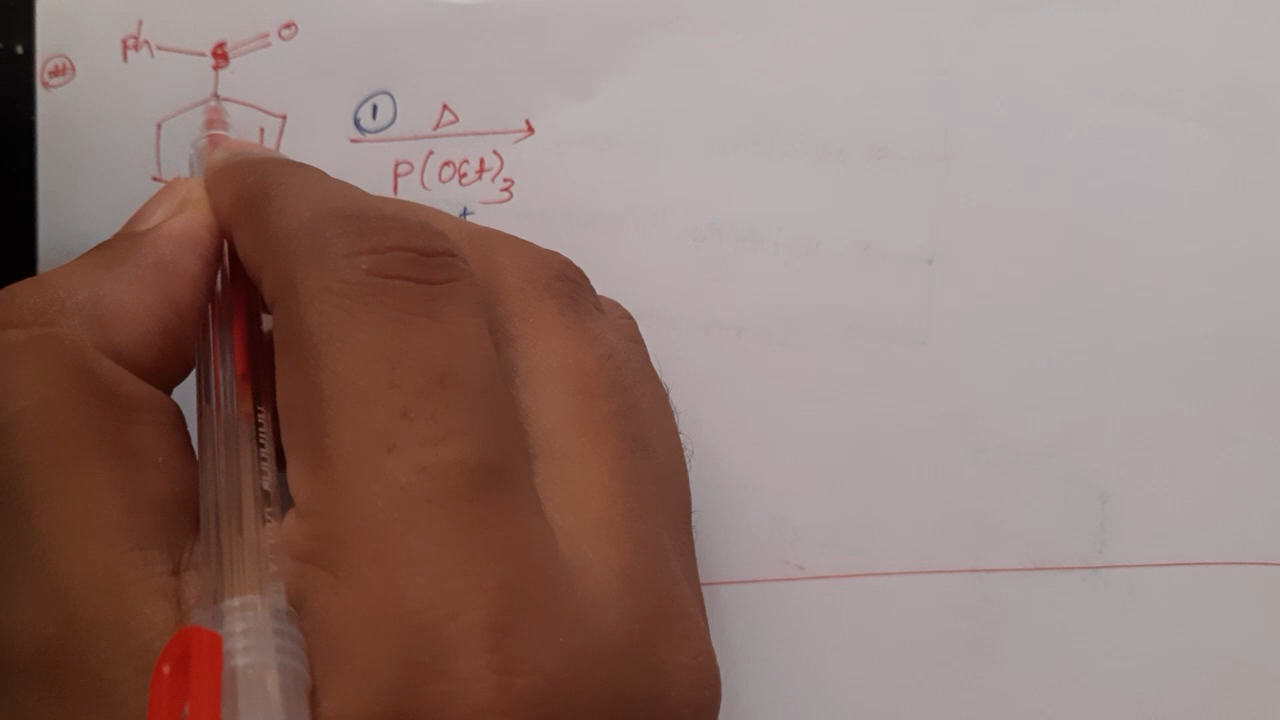 Ph S O
① Δ
P(OEt)3
+